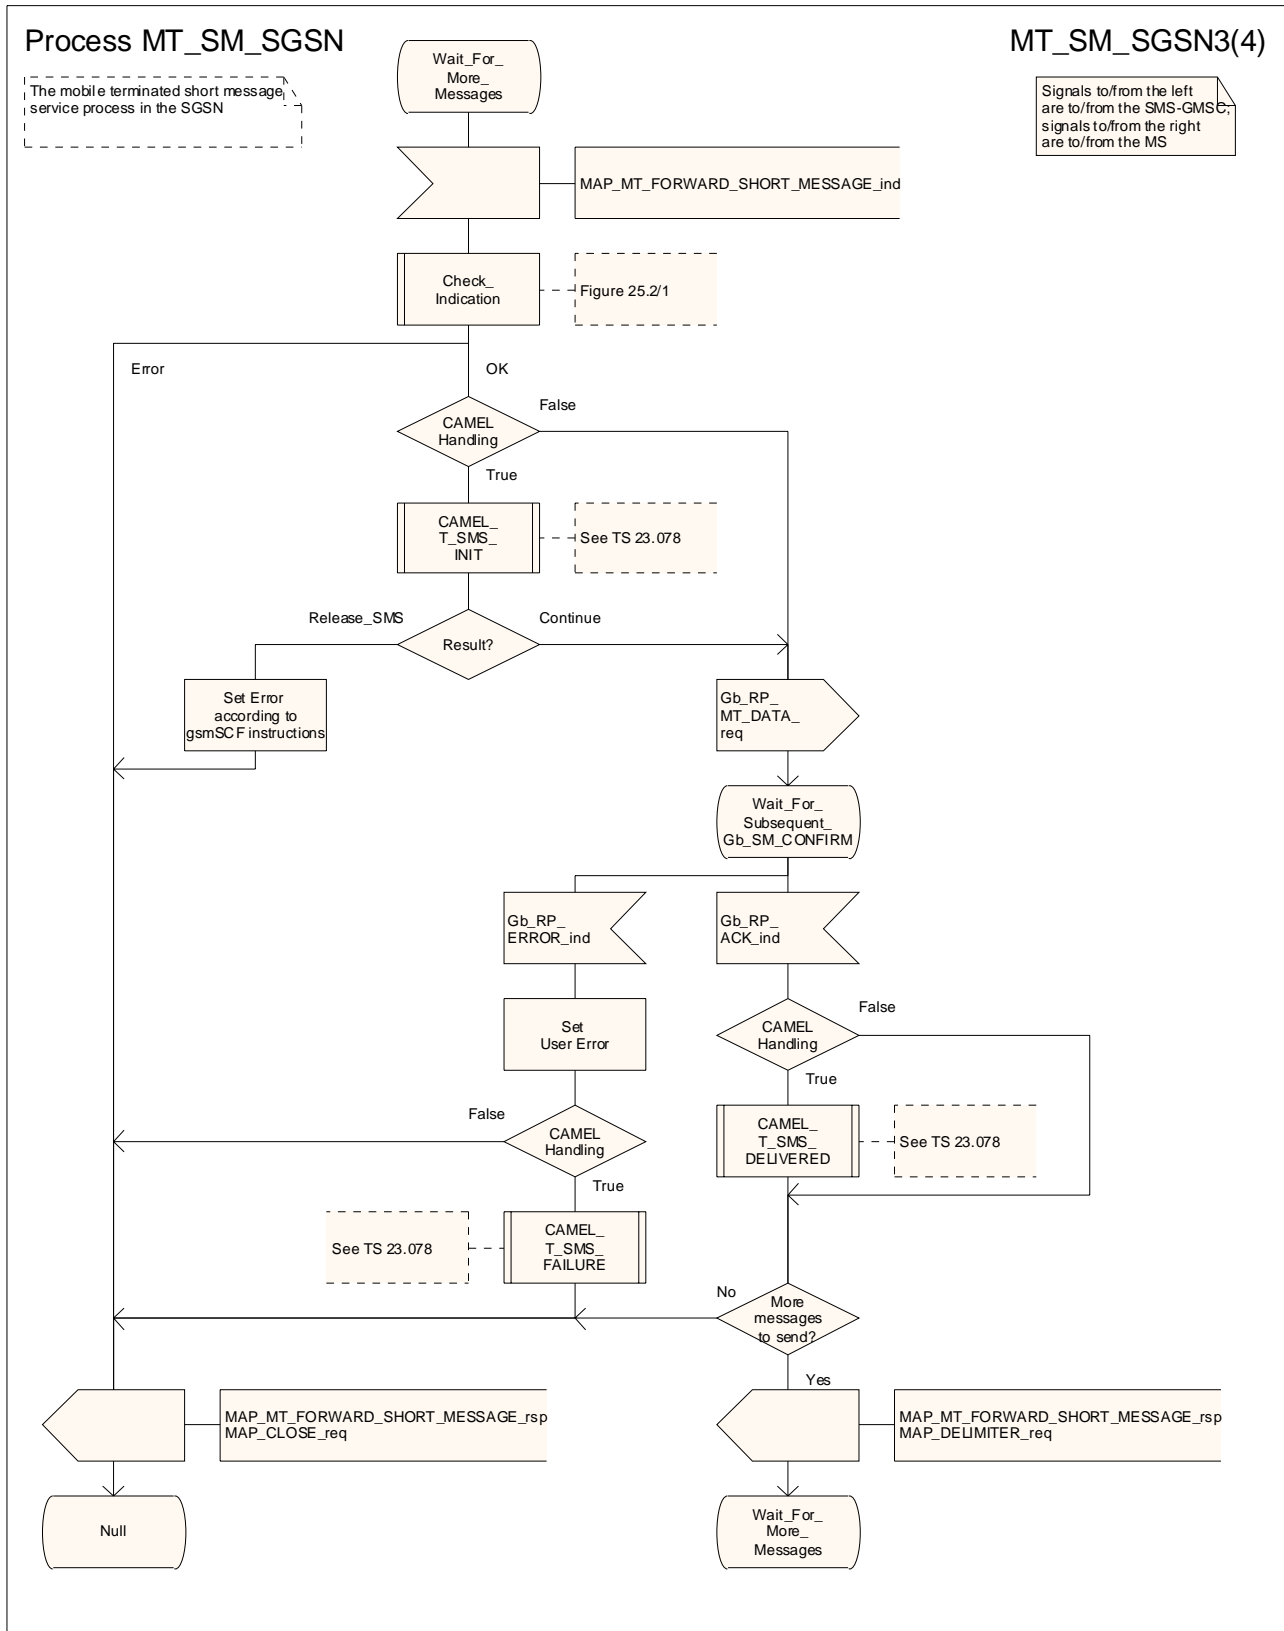 Process MT_SM_SGSN
MT_SM_SGSN3(4)
The mobile terminated short message
service process in the SGSN
Wait_For_
More_
Messages
Signals to/from the left
are to/from the SMS-GMSC;
signals to/from the right
are to/from the MS
MAP_MT_FORWARD_SHORT_MESSAGE_ind
Check_
Indication
Figure 25.2/1
Error
OK
CAMEL
Handling
False
True
CAMEL_
T_SMS_
INIT
See TS 23.078
Release_SMS
Result?
Continue
Set Error
according to
gsmSCF instructions
Gb_RP_
MT_DATA_
req
Wait_For_
Subsequent_
Gb_SM_CONFIRM
Gb_RP_
ERROR_ind
Gb_RP_
ACK_ind
Set
User Error
CAMEL
Handling
False
True
False
CAMEL
Handling
True
CAMEL_
T_SMS_
DELIVERED
See TS 23.078
See TS 23.078
CAMEL_
T_SMS_
FAILURE
No
More
messages
to send?
Yes
MAP_MT_FORWARD_SHORT_MESSAGE_rsp
MAP_CLOSE_req
MAP_MT_FORWARD_SHORT_MESSAGE_rsp
MAP_DELIMITER_req
Null
Wait_For_
More_
Messages